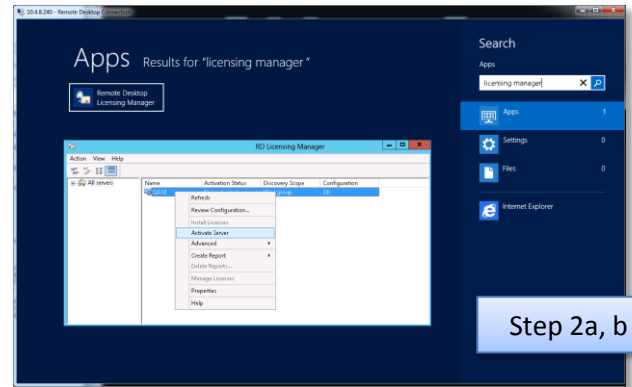 10.4.8.240 - Remote Desktop Connection
Apps Results for "licensing manager"
Remote Desktop
Licensing Manager
RD Licensing Manager
Action View Help
All servers
Name Activation Status Discovery Scope Configuration
QA18 group OK
Refresh
Review Configuration...
Install Licenses
Activate Server
Advanced
Create Report
Delete Reports...
Manage Licenses
Properties
Help
Search
Apps
licensing manager
Apps 1
Settings 0
Files 0
Internet Explorer
Step 2a, b